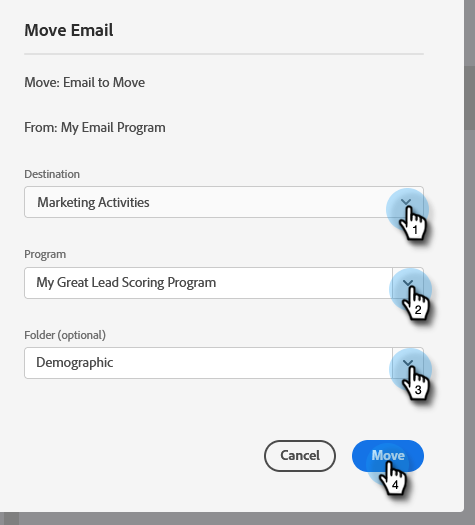 Move Email
Move: Email to Move
From: My Email Program
Destination
Marketing Activities
1
Program
My Great Lead Scoring Program
2
Folder (optional)
Demographic
3
Cancel
Move
4